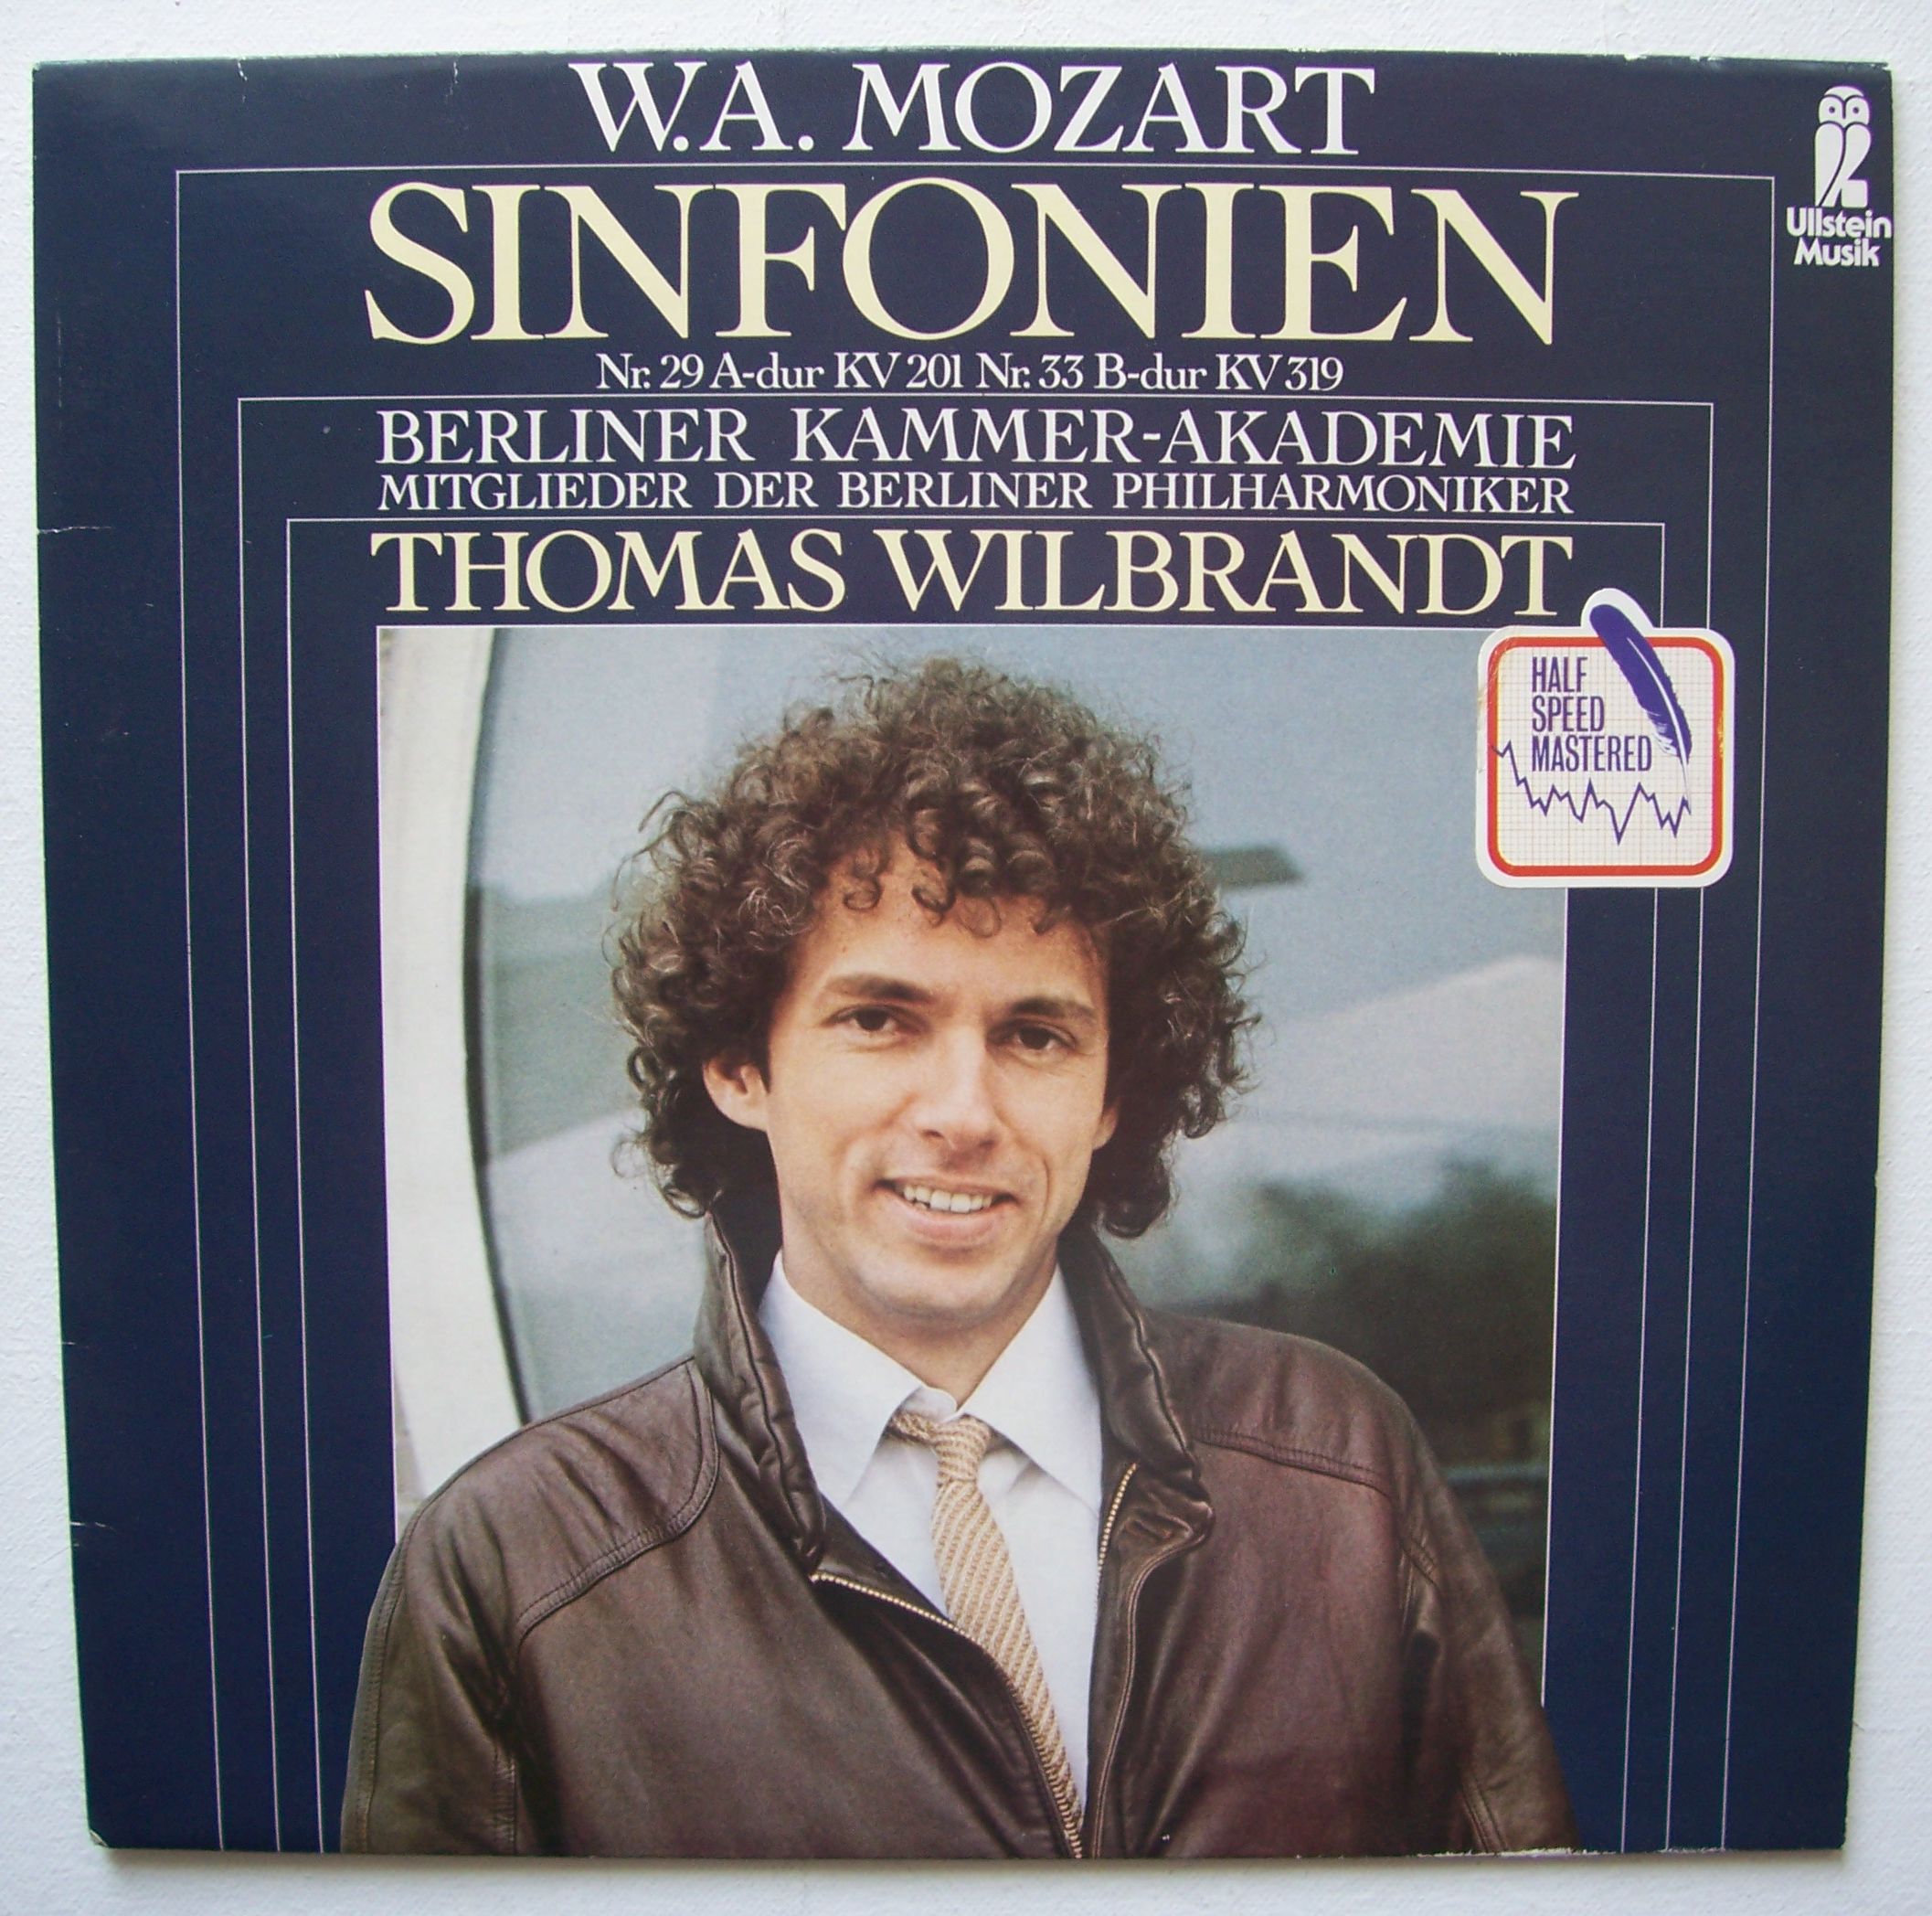 W.A. MOZART
SINFONIEN
Nr. 29 A-dur KV 201 Nr. 33 B-dur KV 319
BERLINER KAMMER-AKADEMIE
MITGLIEDER DER BERLINER PHILHARMONIKER
THOMAS WILBRANDT
Ullstein
Musik
HALF
SPEED
MASTERED